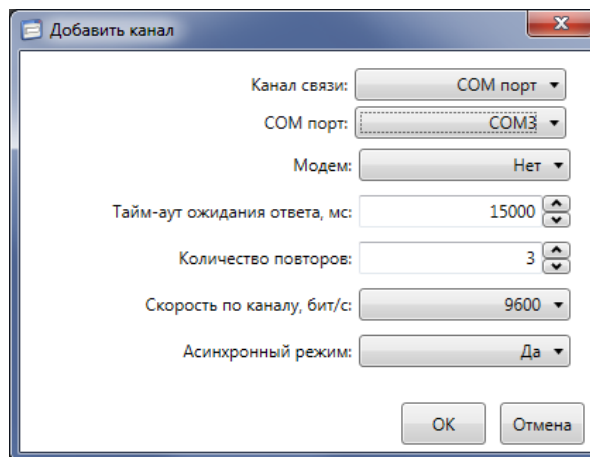 Добавить канал
Канал связи: COM порт
COM порт: COM3
Модем: Нет
Тайм-аут ожидания ответа, мс: 15000
Количество повторов: 3
Скорость по каналу, бит/с: 9600
Асинхронный режим: Да
OK Отмена